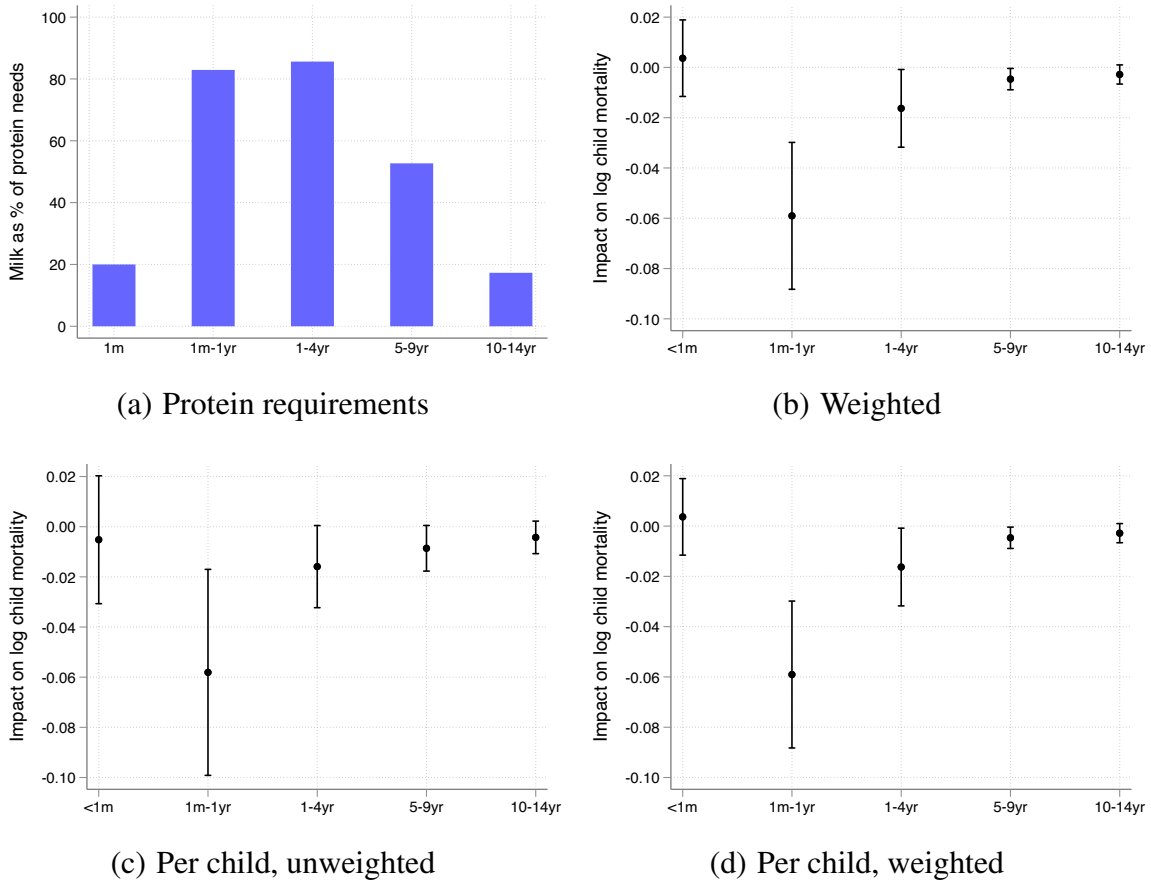 Milk as % of protein needs
100
80
60
40
20
0
1m 1m-1yr 1-4yr 5-9yr 10-14yr
(a) Protein requirements
Impact on log child mortality
0.02
0.00
-0.02
-0.04
-0.06
-0.08
-0.10
<1m 1m-1yr 1-4yr 5-9yr 10-14yr
(b) Weighted
Impact on log child mortality
0.02
0.00
-0.02
-0.04
-0.06
-0.08
-0.10
<1m 1m-1yr 1-4yr 5-9yr 10-14yr
(c) Per child, unweighted
Impact on log child mortality
0.02
0.00
-0.02
-0.04
-0.06
-0.08
-0.10
<1m 1m-1yr 1-4yr 5-9yr 10-14yr
(d) Per child, weighted